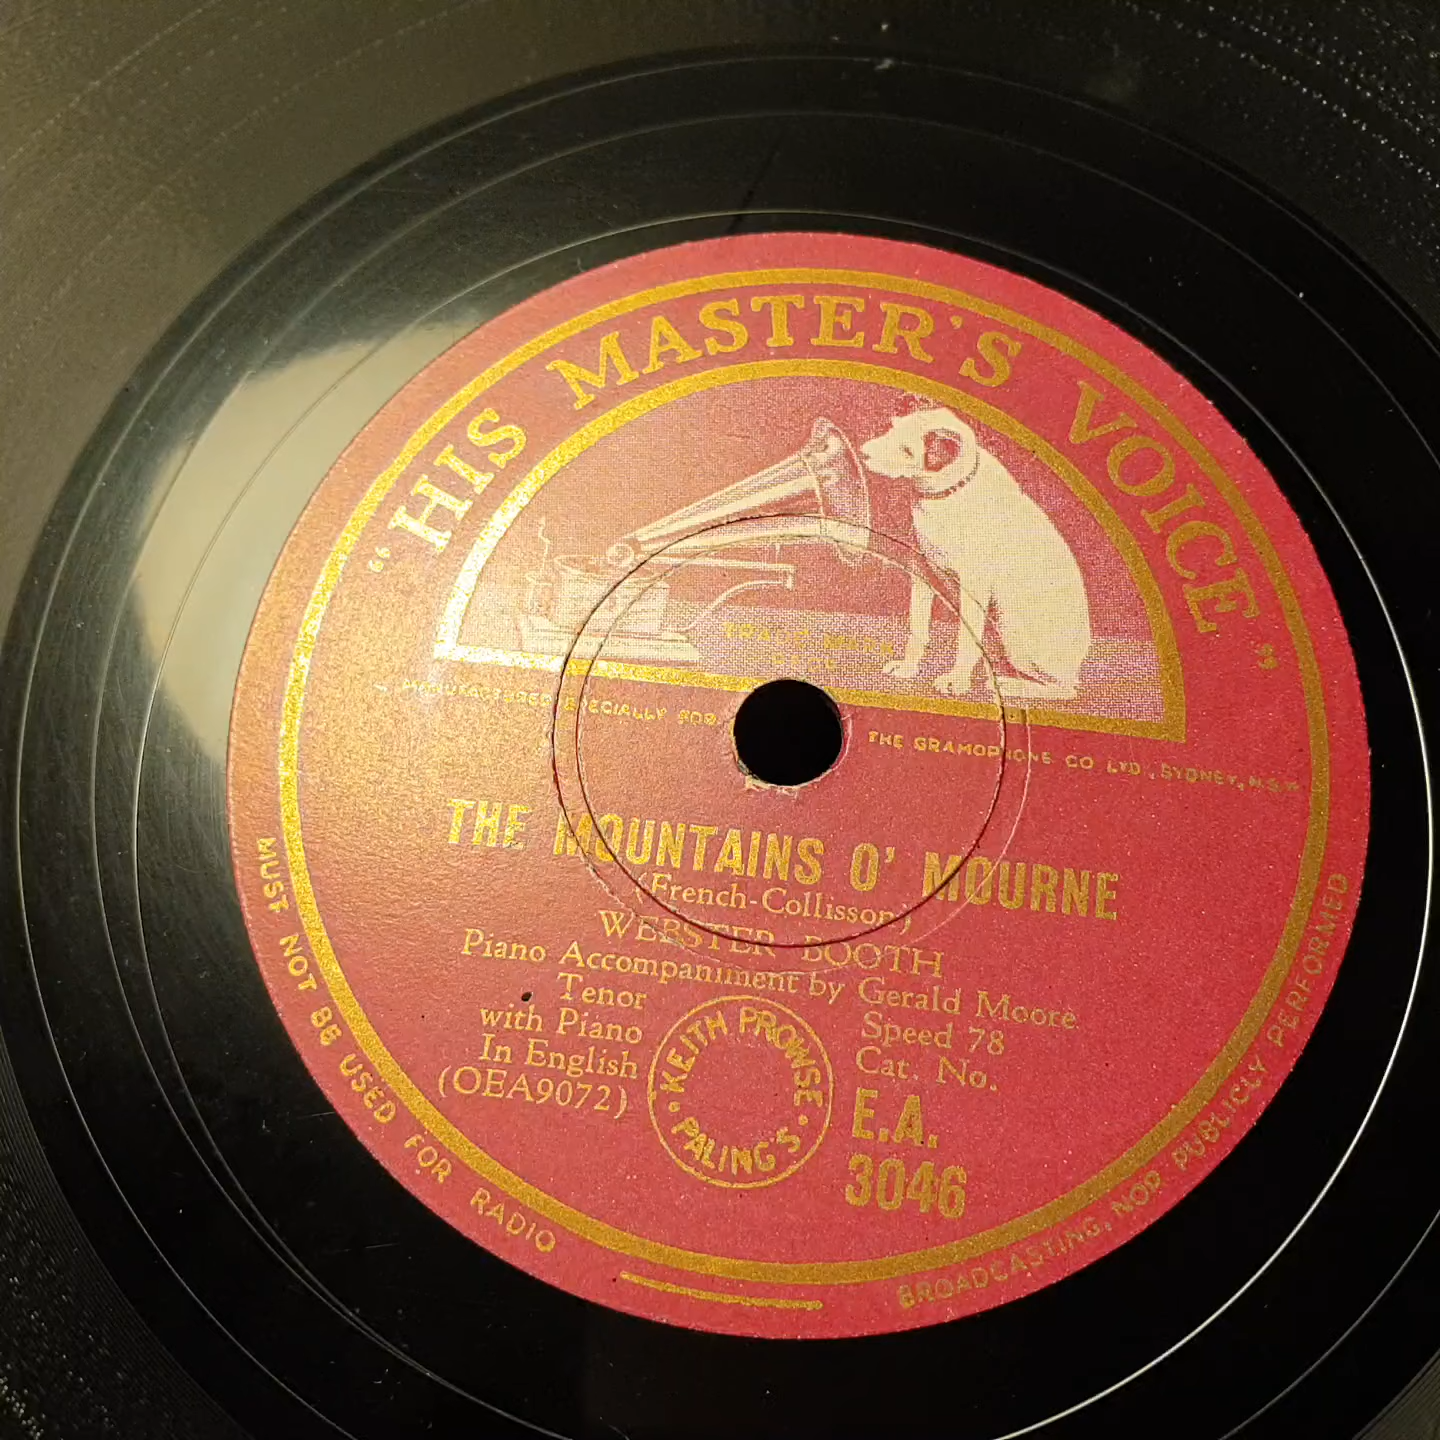 "HIS MASTER'S VOICE"
MANUFACTURED SPECIALLY FOR THE GRAMOPHONE CO LTD, SYDNEY, N.S.W.
THE MOUNTAINS O' MOURNE
(French-Collisson)
WEBSTER BOOTH
Piano Accompaniment by Gerald Moore
Tenor
with Piano
In English
(OEA9072)
KEITH PROWSE
PALING'S
Speed 78
Cat. No.
E.A.
3046
MUST NOT BE USED FOR RADIO BROADCASTING, NOR PUBLICLY PERFORMED